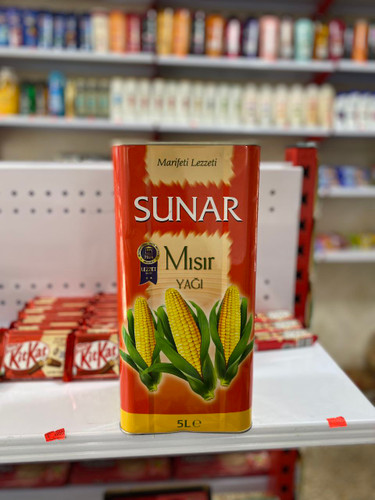 Marifeti Lezzeti
SUNAR
Mısır
YAĞI
5L e
KitKat
KitKat